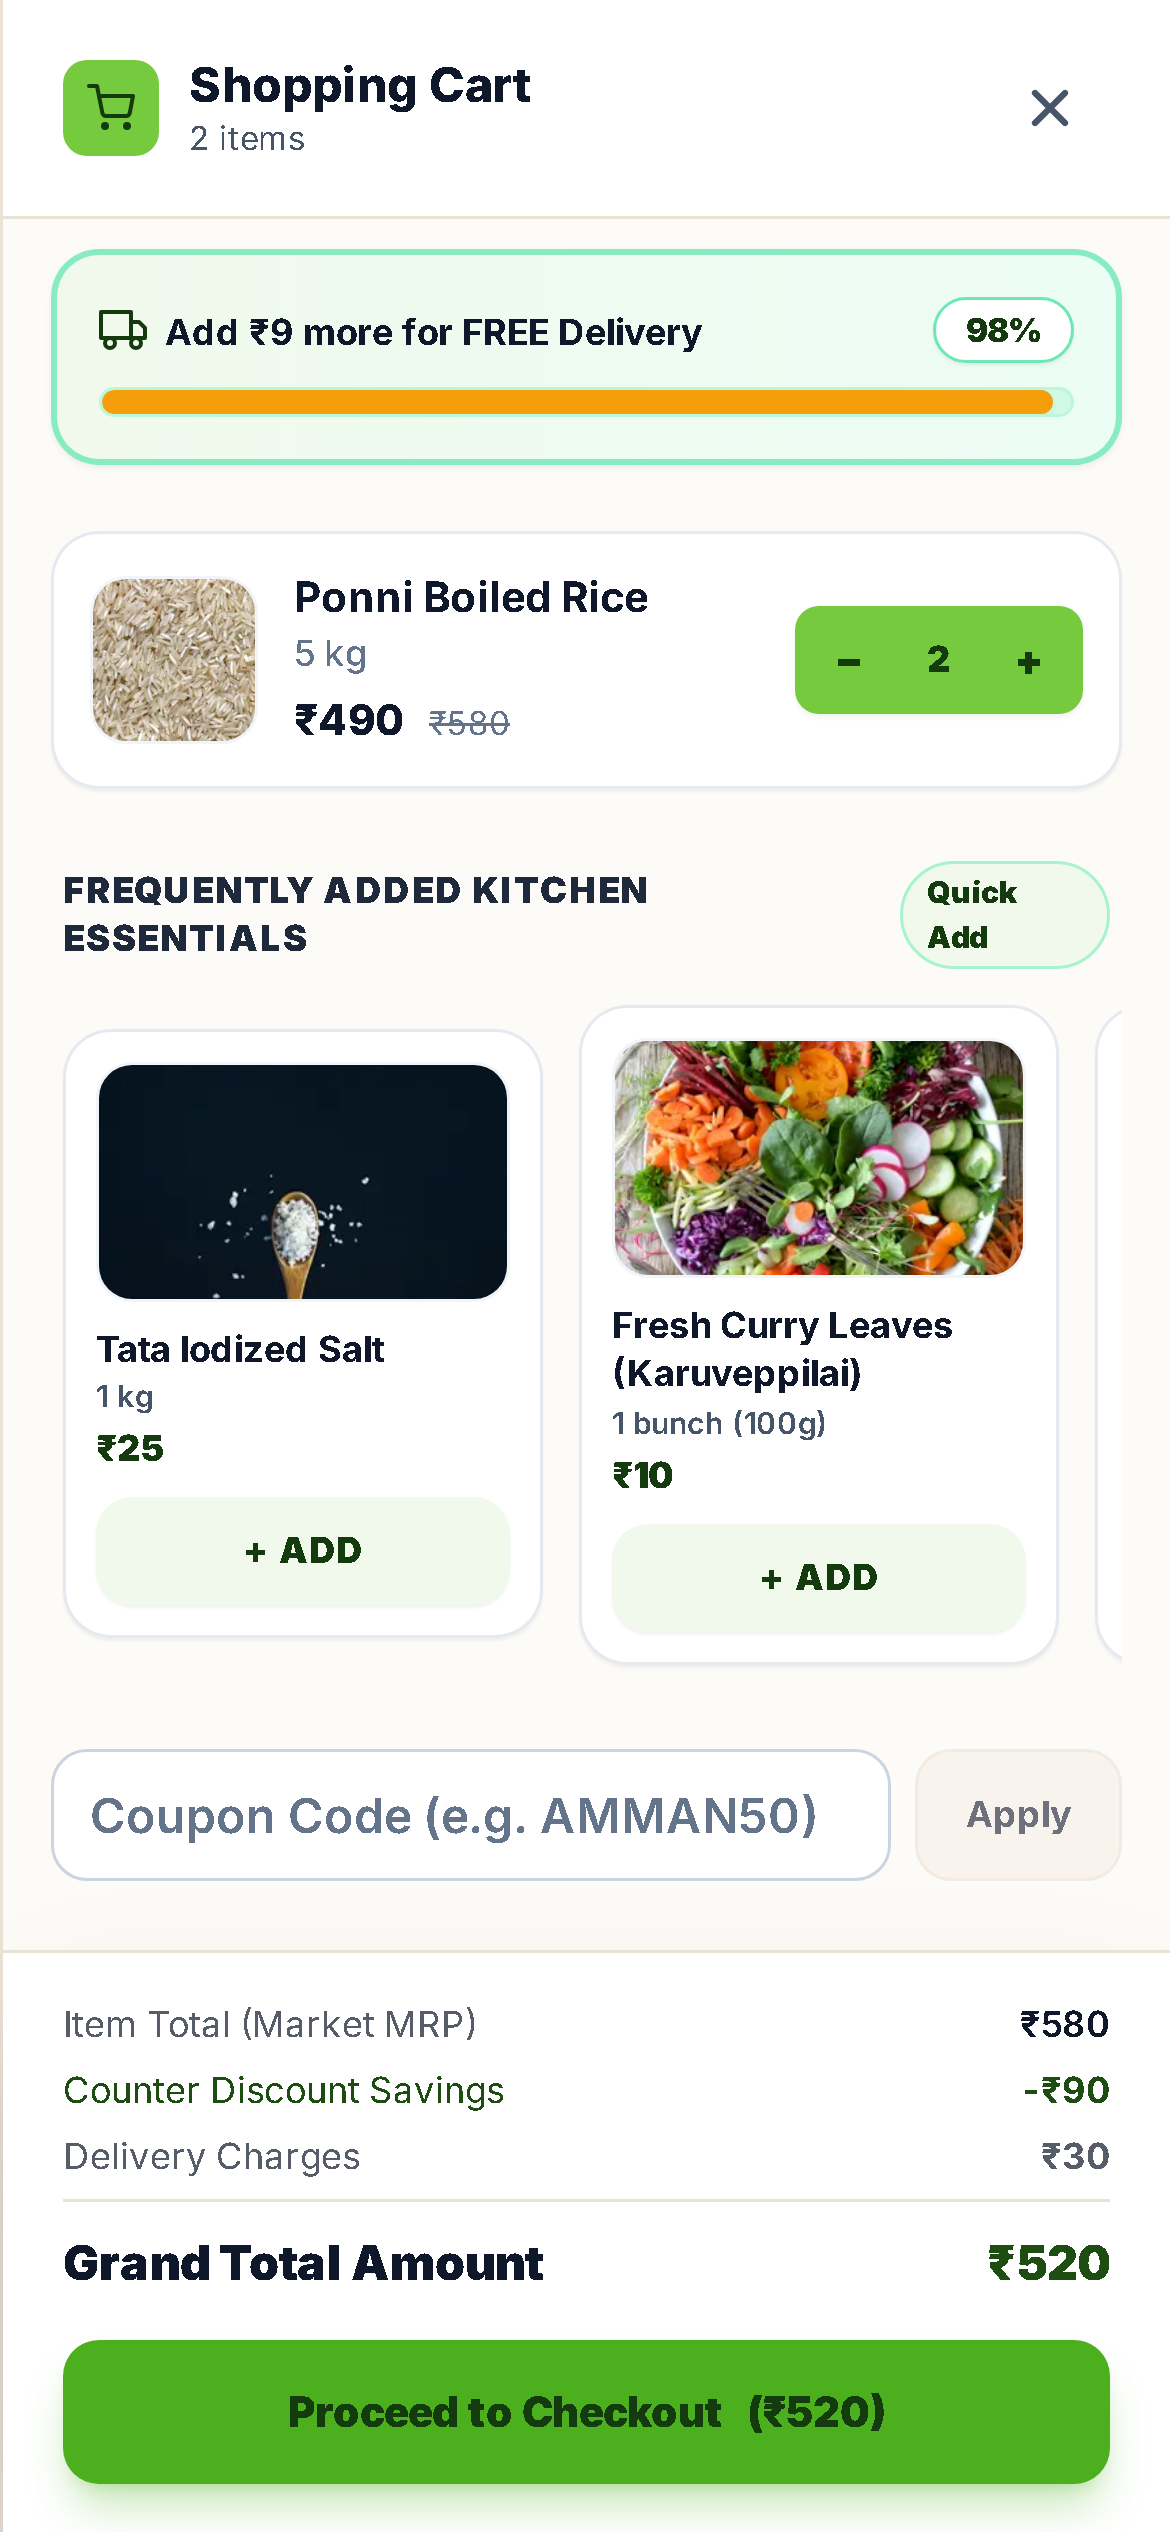 Shopping Cart
2 items
Add ₹9 more for FREE Delivery
98%
Ponni Boiled Rice
5 kg
₹490 ₹580
− 2 +
FREQUENTLY ADDED KITCHEN
ESSENTIALS
Quick
Add
Tata Iodized Salt
1 kg
₹25
+ ADD
Fresh Curry Leaves
(Karuveppilai)
1 bunch (100g)
₹10
+ ADD
Coupon Code (e.g. AMMAN50)
Apply
Item Total (Market MRP) ₹580
Counter Discount Savings -₹90
Delivery Charges ₹30
Grand Total Amount ₹520
Proceed to Checkout (₹520)